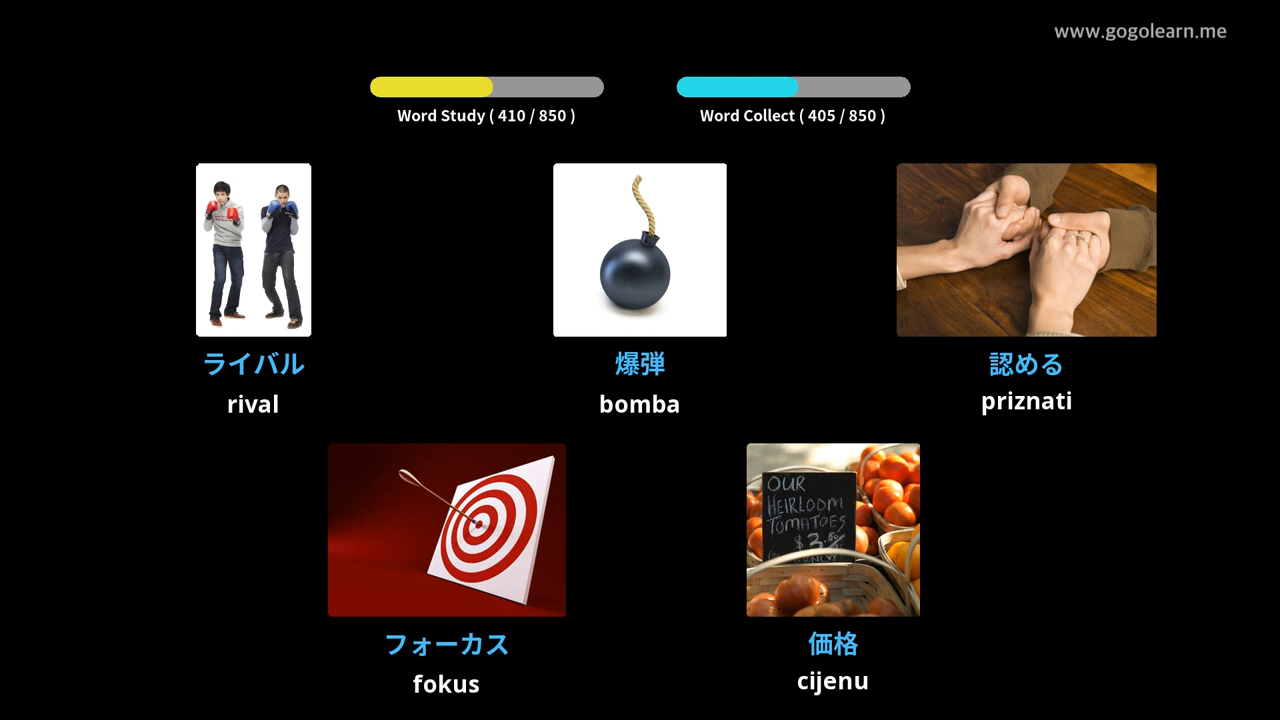 www.gogolearn.me
Word Study ( 410 / 850 )
Word Collect ( 405 / 850 )
ライバル
rival
爆弾
bomba
認める
priznati
OUR
HEIRLOOM
TOMATOES
フォーカス
fokus
価格
cijenu